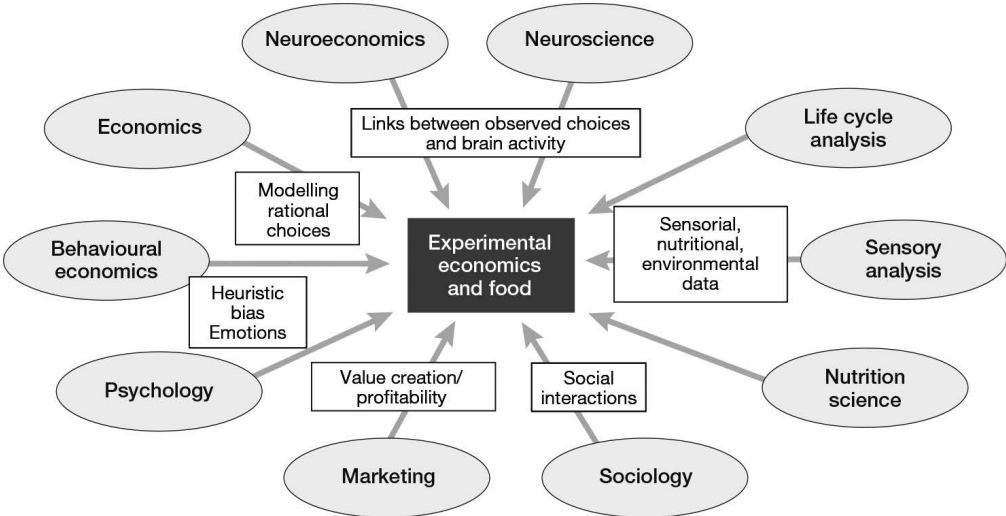 Neuroeconomics
Neuroscience
Economics
Links between observed choices
and brain activity
Life cycle
analysis
Modelling
rational
choices
Behavioural
economics
Experimental
economics
and food
Sensorial,
nutritional,
environmental
data
Sensory
analysis
Heuristic
bias
Emotions
Psychology
Value creation/
profitability
Social
interactions
Nutrition
science
Marketing
Sociology